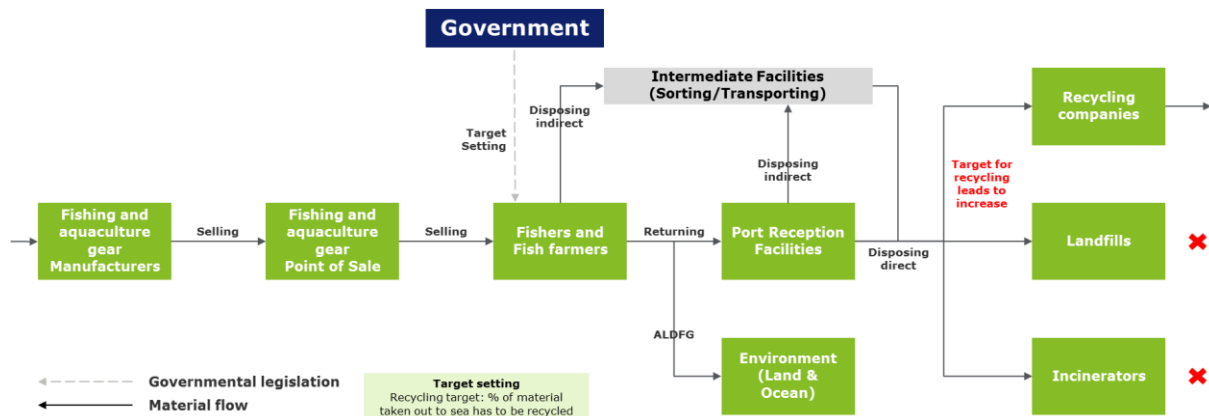 Government
Intermediate Facilities
(Sorting/Transporting)
Recycling
companies
Disposing
indirect
Target
Setting
Disposing
indirect
Target for
recycling
leads to
increase
Fishing and
aquaculture
gear
Manufacturers
Selling
Fishing and
aquaculture
gear
Point of Sale
Selling
Fishers and
Fish farmers
Returning
Port Reception
Facilities
Disposing
direct
Landfills
ALDFG
Environment
(Land &
Ocean)
Incinerators
Governmental legislation
Material flow
Target setting
Recycling target: % of material
taken out to sea has to be recycled